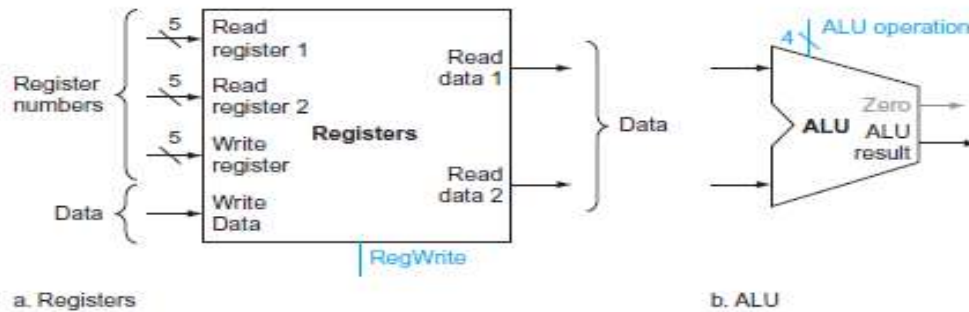 Register
numbers
5
Read
register 1
5
Read
register 2
5
Write
register
Data
Write
Data
Registers
Read
data 1
Read
data 2
Data
RegWrite
a. Registers
4
ALU operation
Zero
ALU
ALU
result
b. ALU